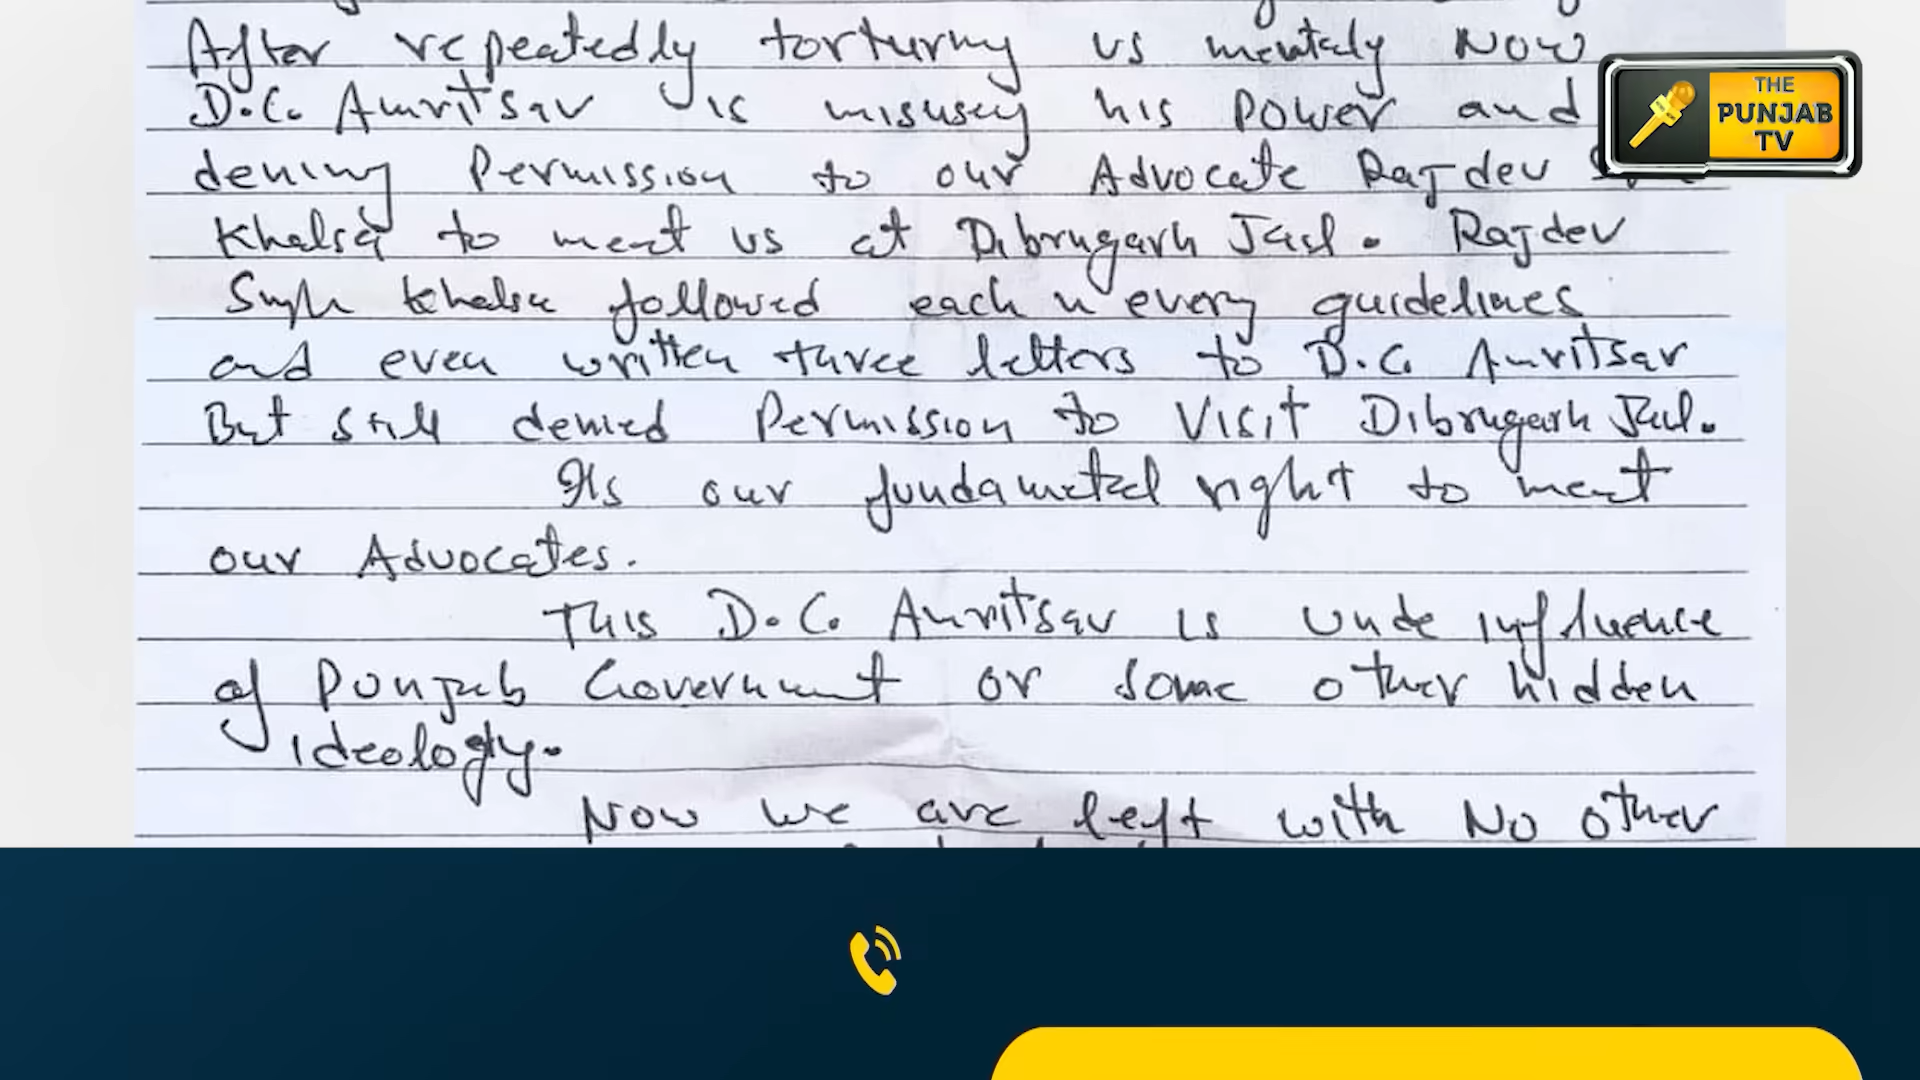 After repeatedly torturing us mentaly Now
D.C. Amritsar is misusing his Power and
dening Permission to our Advocate Rajdev
Khalsa to meet us at Dibrugarh Jail. Rajdev
Singh Khalsa followed each n every guidelines
and even written three letters to D.C. Amritsar
But still denied Permission to Visit Dibrugarh Jail.
Its our fundamental right to meet
our Advocates.
This D.C. Amritsar is unde influence
of Punjab Government or some other hidden
ideology.
Now we are left with No other
THE
PUNJAB
TV